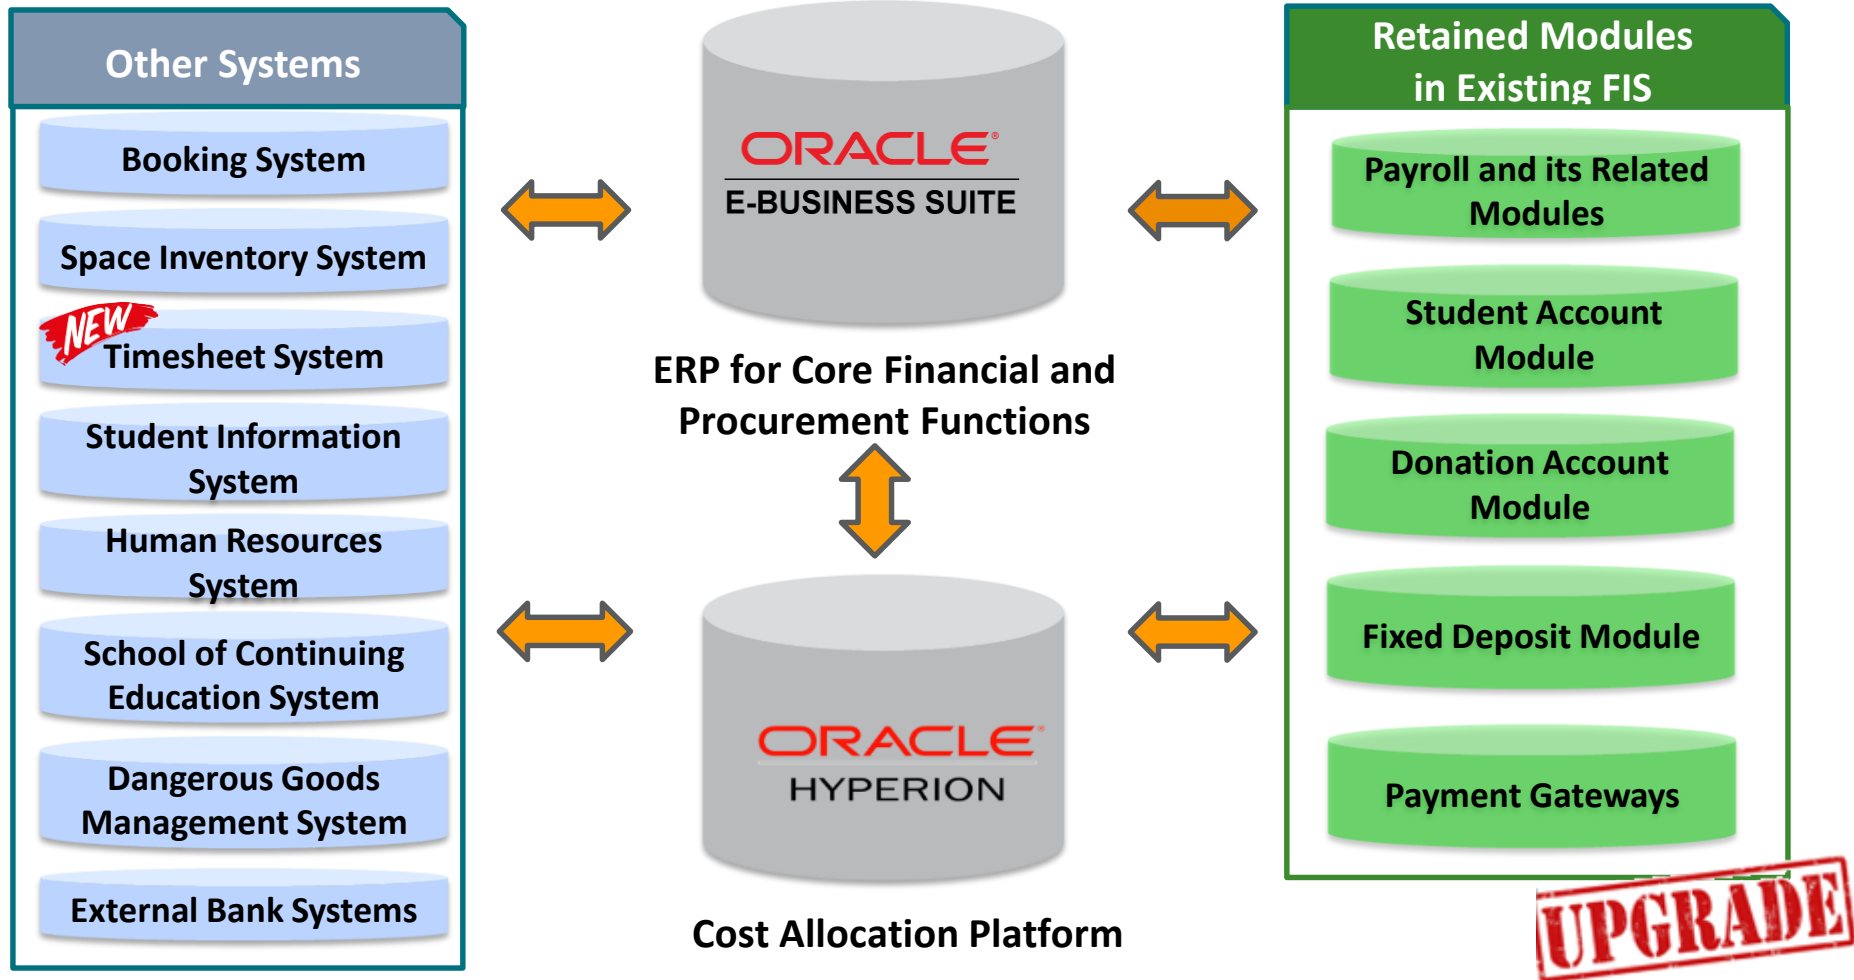 Other Systems
Booking System
Space Inventory System
NEW
Timesheet System
Student Information
System
Human Resources
System
School of Continuing
Education System
Dangerous Goods
Management System
External Bank Systems
ORACLE®
E-BUSINESS SUITE
ERP for Core Financial and
Procurement Functions
ORACLE®
HYPERION
Cost Allocation Platform
Retained Modules
in Existing FIS
Payroll and its Related
Modules
Student Account
Module
Donation Account
Module
Fixed Deposit Module
Payment Gateways
UPGRADE